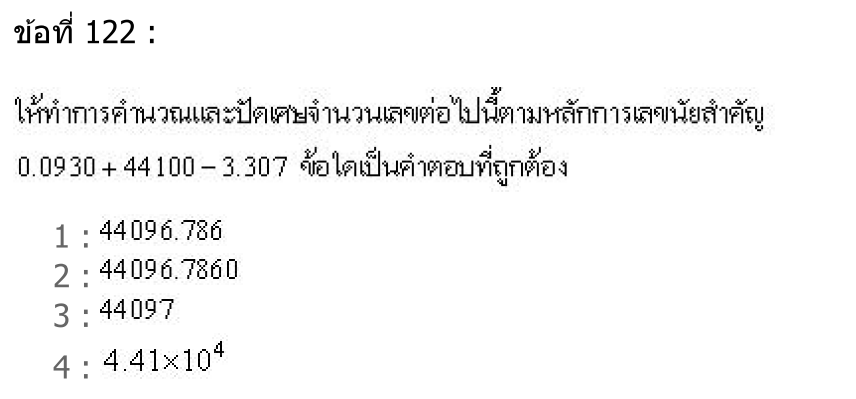 ข้อที่ 122 :
ให้ทำการคำนวณและปัดเศษจำนวนเลขต่อไปนี้ตามหลักการเลขนัยสำคัญ
0.0930 + 44100 − 3.307 ข้อใดเป็นคำตอบที่ถูกต้อง
1 : 44096.786
2 : 44096.7860
3 : 44097
4 : 4.41×10⁴